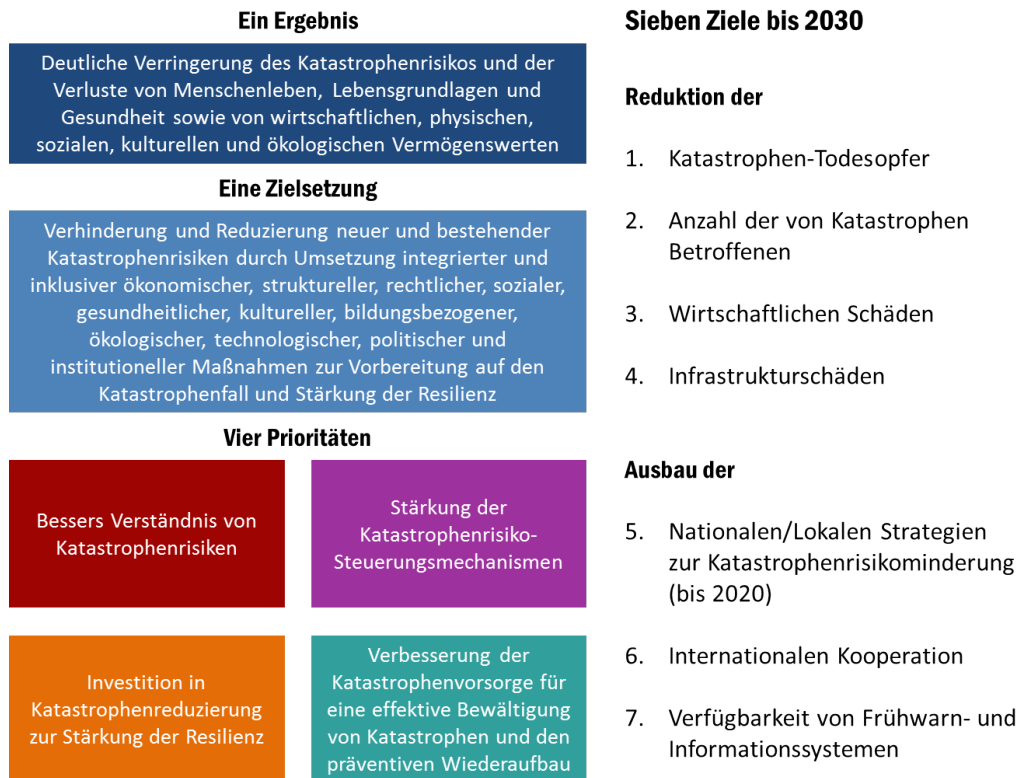 Ein Ergebnis
Deutliche Verringerung des Katastrophenrisikos und der
Verluste von Menschenleben, Lebensgrundlagen und
Gesundheit sowie von wirtschaftlichen, physischen,
sozialen, kulturellen und ökologischen Vermögenswerten
Eine Zielsetzung
Verhinderung und Reduzierung neuer und bestehender
Katastrophenrisiken durch Umsetzung integrierter und
inklusiver ökonomischer, struktureller, rechtlicher, sozialer,
gesundheitlicher, kultureller, bildungsbezogener,
ökologischer, technologischer, politischer und
institutioneller Maßnahmen zur Vorbereitung auf den
Katastrophenfall und Stärkung der Resilienz
Vier Prioritäten
Bessers Verständnis von
Katastrophenrisiken
Stärkung der
Katastrophenrisiko-
Steuerungsmechanismen
Investition in
Katastrophenreduzierung
zur Stärkung der Resilienz
Verbesserung der
Katastrophenvorsorge für
eine effektive Bewältigung
von Katastrophen und den
präventiven Wiederaufbau
Sieben Ziele bis 2030
Reduktion der
1. Katastrophen-Todesopfer
2. Anzahl der von Katastrophen
Betroffenen
3. Wirtschaftlichen Schäden
4. Infrastrukturschäden
Ausbau der
5. Nationalen/Lokalen Strategien
zur Katastrophenrisikominderung
(bis 2020)
6. Internationalen Kooperation
7. Verfügbarkeit von Frühwarn- und
Informationssystemen